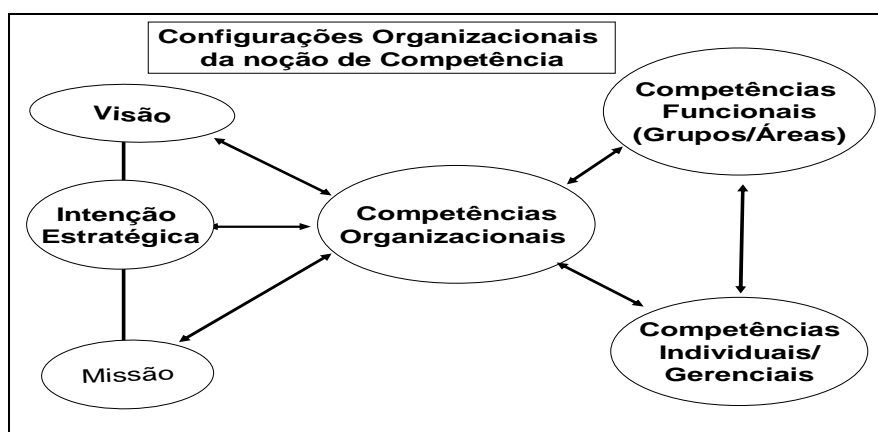 Configurações Organizacionais
da noção de Competência
Visão
Intenção
Estratégica
Missão
Competências
Organizacionais
Competências
Funcionais
(Grupos/Áreas)
Competências
Individuais/
Gerenciais